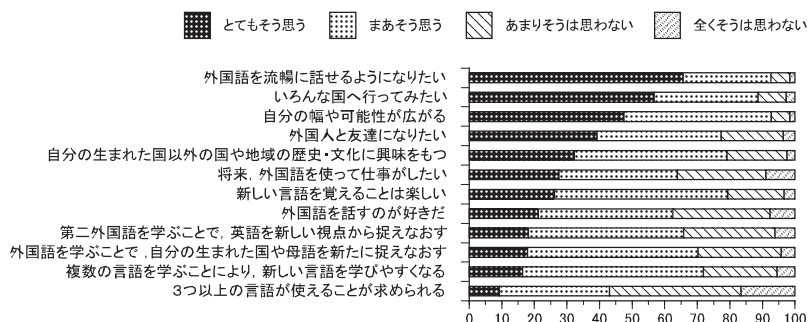 とてもそう思う まあそう思う あまりそうは思わない 全くそうは思わない
外国語を流暢に話せるようになりたい
いろんな国へ行ってみたい
自分の幅や可能性が広がる
外国人と友達になりたい
自分の生まれた国以外の国や地域の歴史・文化に興味をもつ
将来，外国語を使って仕事がしたい
新しい言語を覚えることは楽しい
外国語を話すのが好きだ
第二外国語を学ぶことで，英語を新しい視点から捉えなおす
外国語を学ぶことで，自分の生まれた国や母語を新たに捉えなおす
複数の言語を学ぶことにより，新しい言語を学びやすくなる
３つ以上の言語が使えることが求められる
0 10 20 30 40 50 60 70 80 90 100